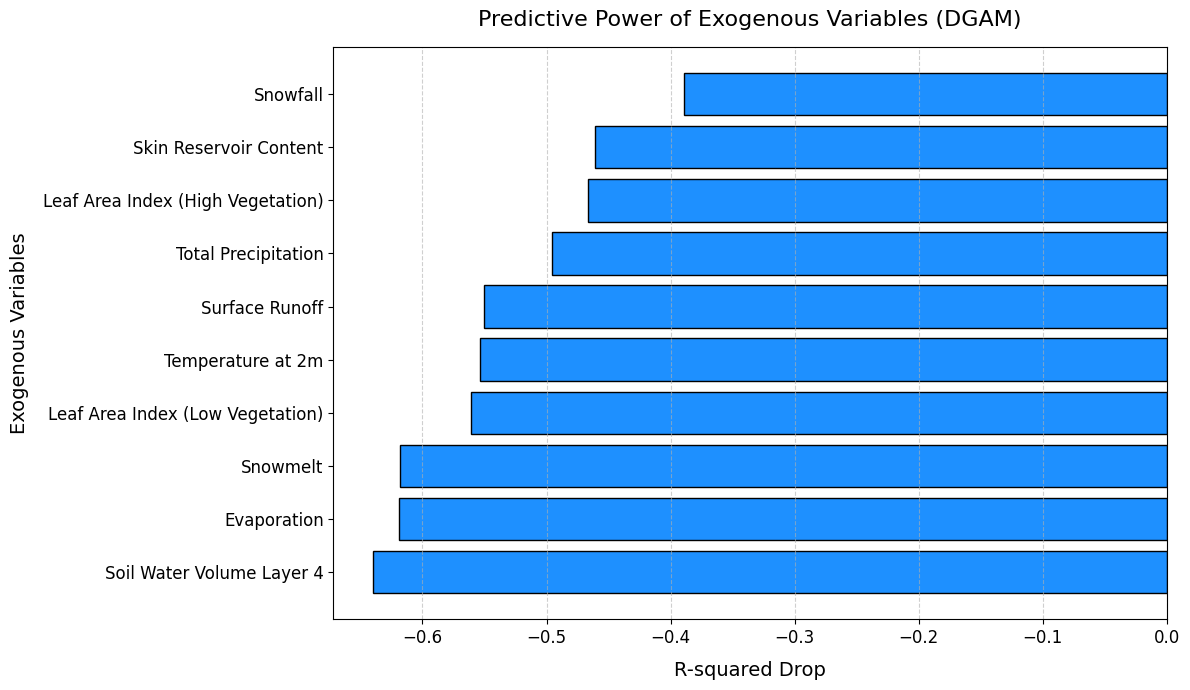 Predictive Power of Exogenous Variables (DGAM)
Exogenous Variables
Snowfall
Skin Reservoir Content
Leaf Area Index (High Vegetation)
Total Precipitation
Surface Runoff
Temperature at 2m
Leaf Area Index (Low Vegetation)
Snowmelt
Evaporation
Soil Water Volume Layer 4
−0.6 −0.5 −0.4 −0.3 −0.2 −0.1 0.0
R-squared Drop